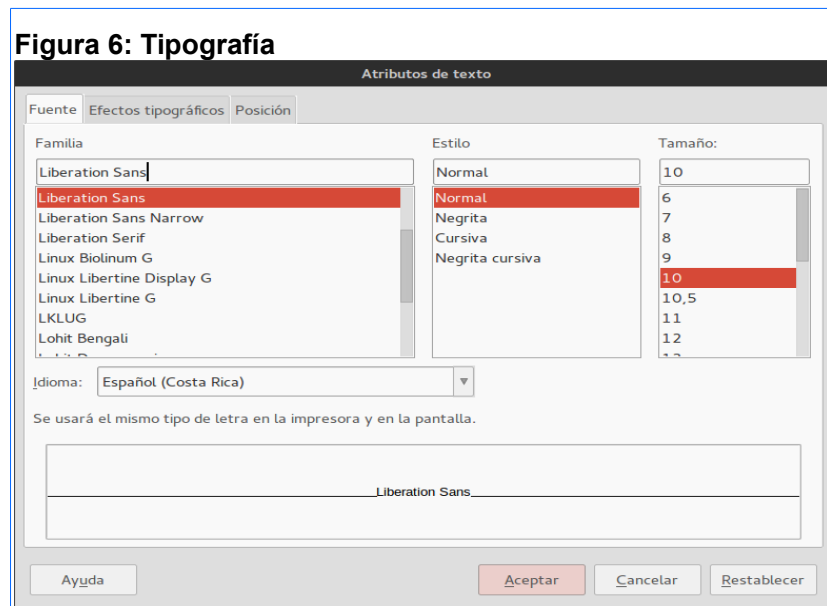 Figura 6: Tipografía
Atributos de texto
Fuente Efectos tipográficos Posición
Familia Estilo Tamaño:
Liberation Sans Normal 10
Liberation Sans Normal 6
Liberation Sans Narrow Negrita 7
Liberation Serif Cursiva 8
Linux Biolinum G Negrita cursiva 9
Linux Libertine Display G 10
Linux Libertine G 10,5
LKLUG 11
Lohit Bengali 12
Idioma: Español (Costa Rica)
Se usará el mismo tipo de letra en la impresora y en la pantalla.
Liberation Sans
Ayuda Aceptar Cancelar Restablecer